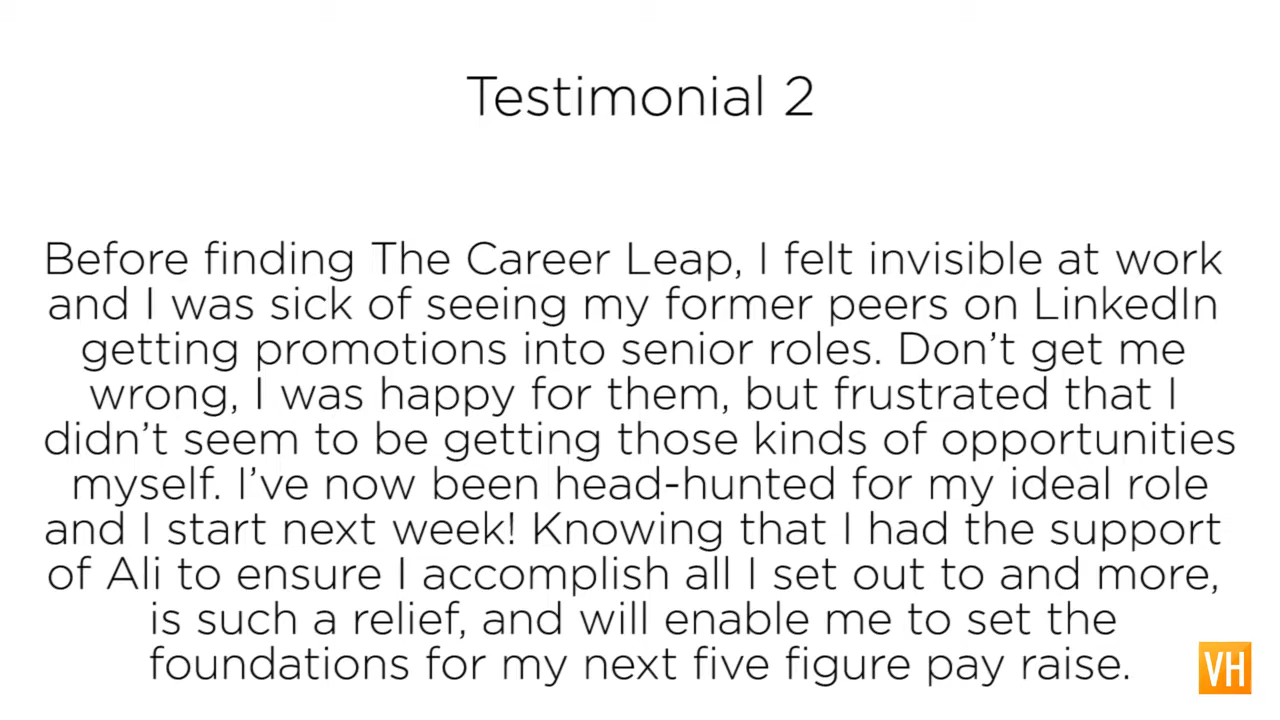 Testimonial 2
Before finding The Career Leap, I felt invisible at work
and I was sick of seeing my former peers on LinkedIn
getting promotions into senior roles. Don’t get me
wrong, I was happy for them, but frustrated that I
didn’t seem to be getting those kinds of opportunities
myself. I’ve now been head-hunted for my ideal role
and I start next week! Knowing that I had the support
of Ali to ensure I accomplish all I set out to and more,
is such a relief, and will enable me to set the
foundations for my next five figure pay raise.
VH